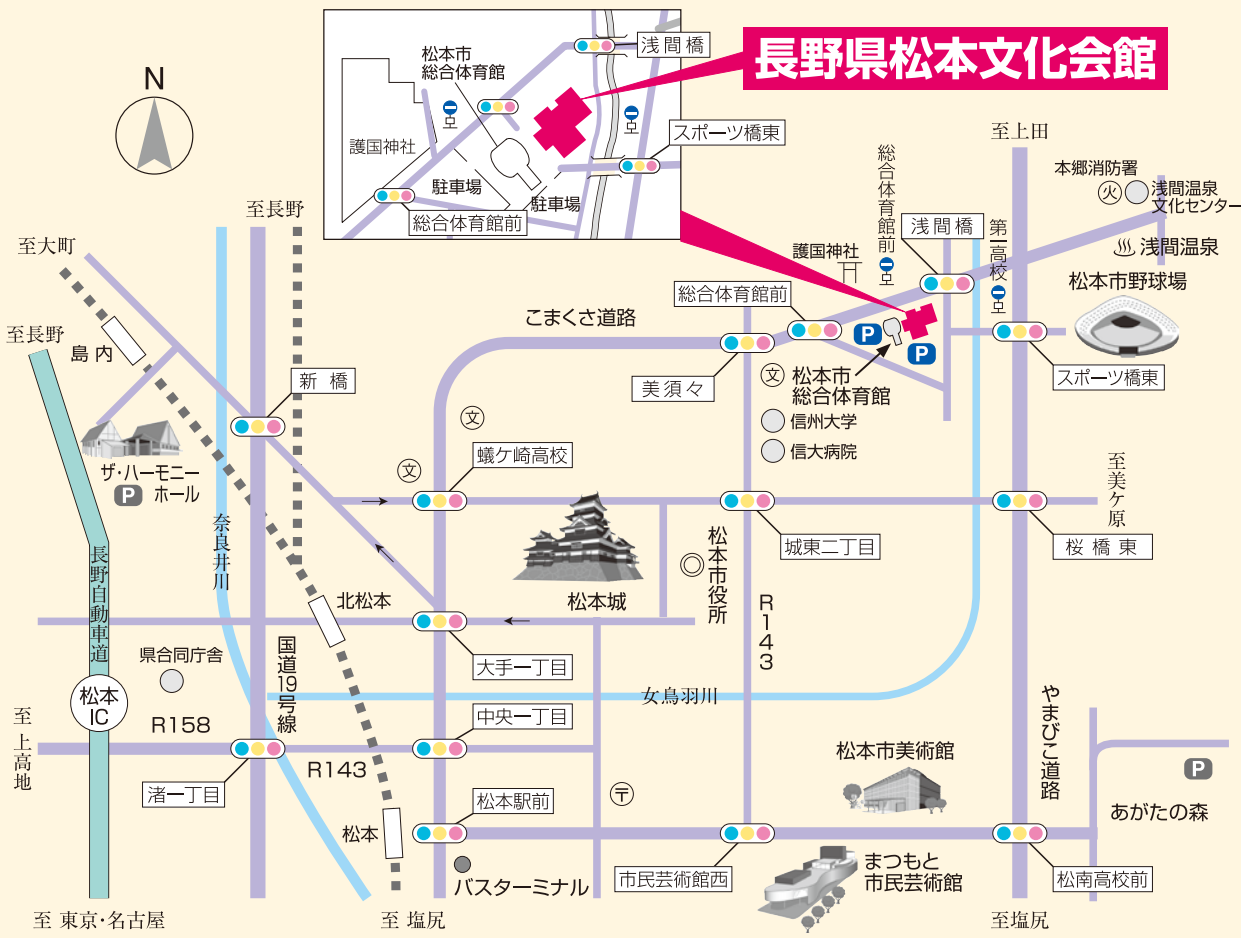 長野県松本文化会館
N
浅間橋
松本市
総合体育館
スポーツ橋東
護国神社
駐車場
駐車場
総合体育館前
至上田
本郷消防署
火
浅間温泉
文化センター
浅間温泉
総合体育館前
第一高校
浅間橋
護国神社
総合体育館前
松本市野球場
スポーツ橋東
P
P
松本市
総合体育館
文
信州大学
信大病院
美須々
こまくさ道路
至長野
至大町
至長野
島内
新橋
ザ・ハーモニー
ホール
P
文
文
蟻ケ崎高校
奈良井川
長野自動車道
松本城
松本市役所
城東二丁目
至美ケ原
桜橋東
R143
北松本
大手一丁目
県合同庁舎
国道19号線
松本
IC
女鳥羽川
至上高地
R158
渚一丁目
R143
中央一丁目
松本駅前
松本
〒
バスターミナル
市民芸術館西
松本市美術館
まつもと
市民芸術館
やまびこ道路
P
あがたの森
松南高校前
至 東京・名古屋
至 塩尻
至塩尻